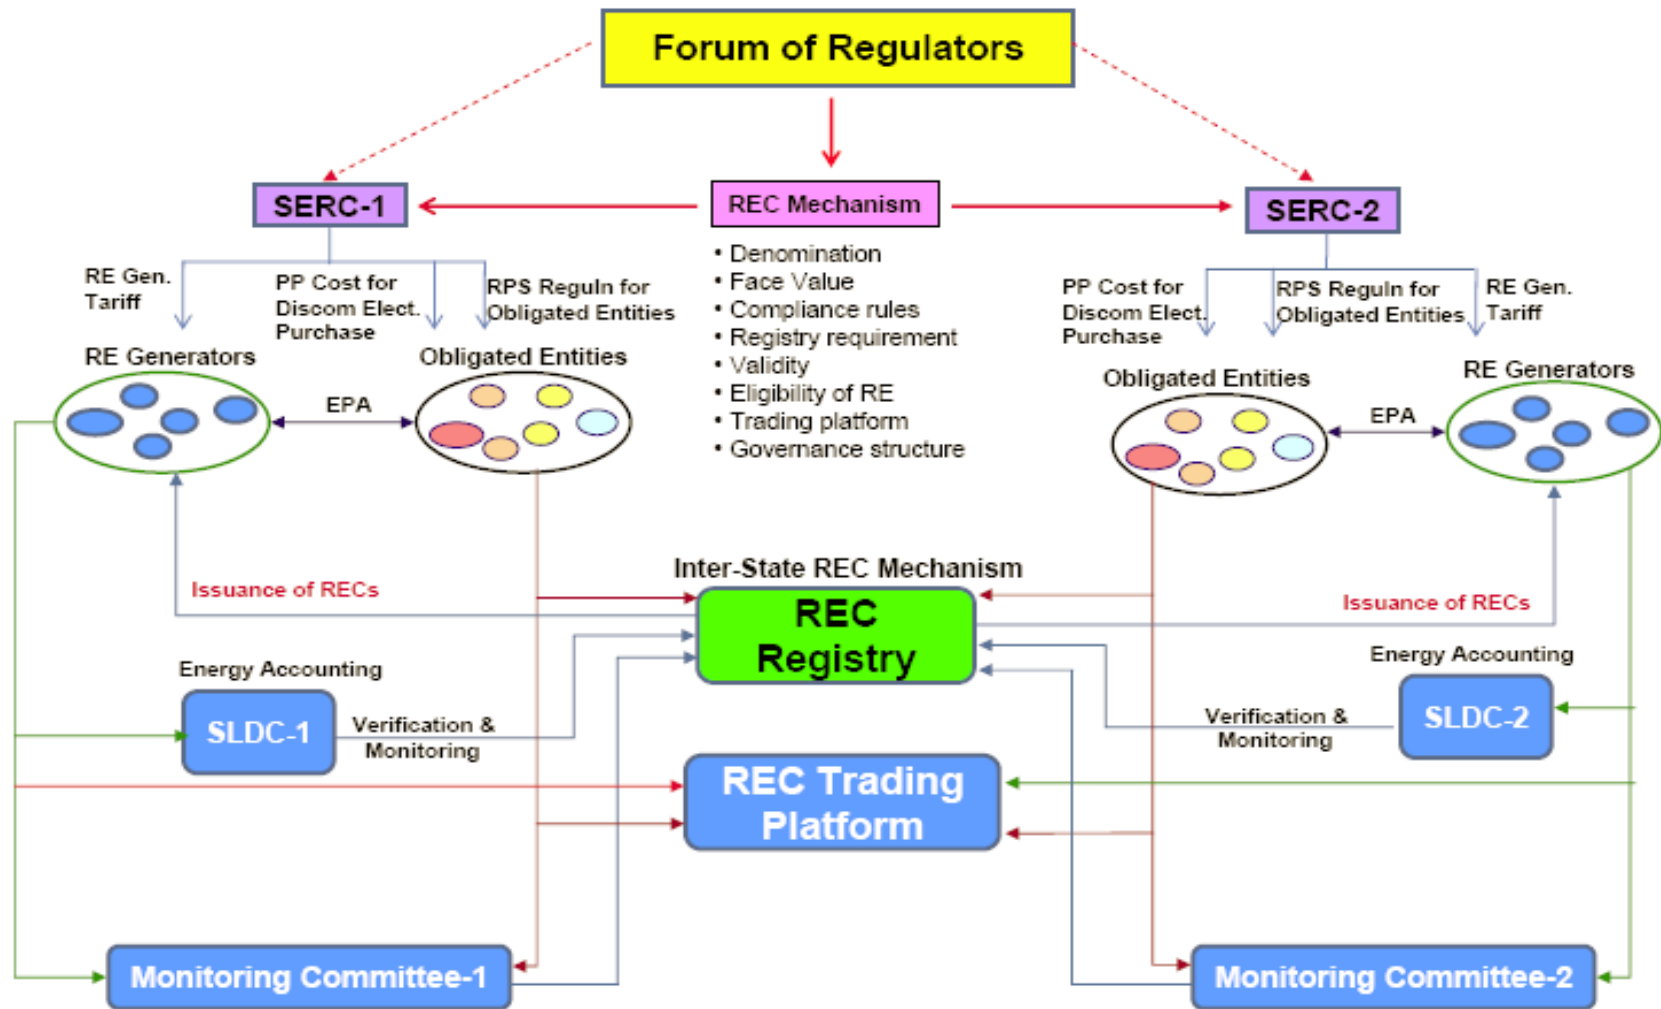 Forum of Regulators
SERC-1
REC Mechanism
SERC-2
• Denomination
• Face Value
• Compliance rules
• Registry requirement
• Validity
• Eligibility of RE
• Trading platform
• Governance structure
RE Gen.
Tariff
PP Cost for
Discom Elect.
Purchase
RPS Reguln for
Obligated Entities
PP Cost for
Discom Elect.
Purchase
RPS Reguln for
Obligated Entities
RE Gen.
Tariff
RE Generators
Obligated Entities
EPA
Obligated Entities
RE Generators
EPA
Inter-State REC Mechanism
REC
Registry
Issuance of RECs
Issuance of RECs
Energy Accounting
SLDC-1
Verification &
Monitoring
Energy Accounting
SLDC-2
Verification &
Monitoring
REC Trading
Platform
Monitoring Committee-1
Monitoring Committee-2